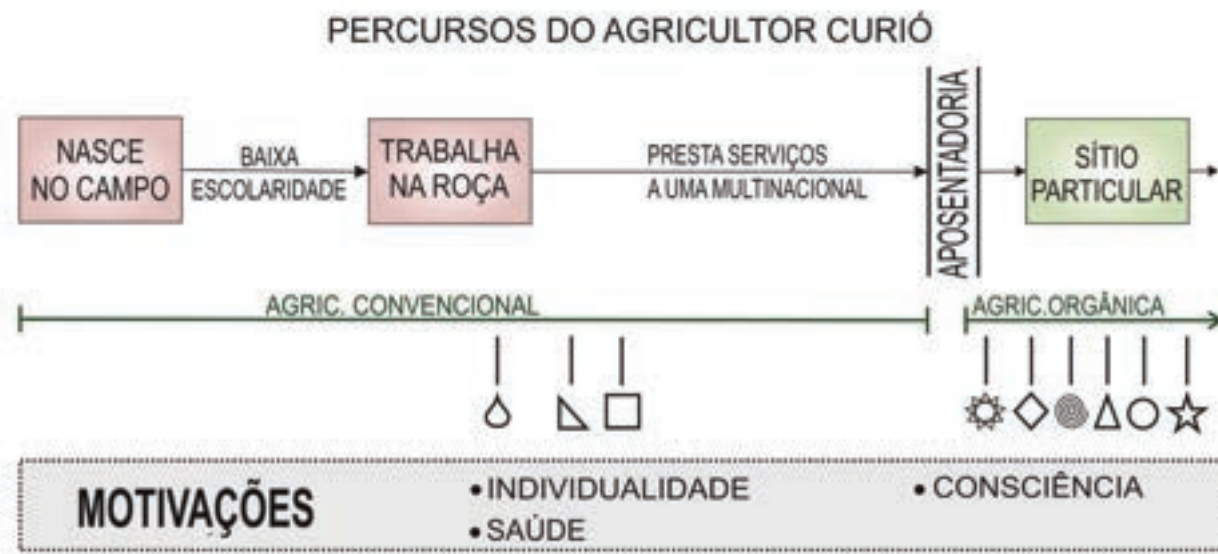 PERCURSOS DO AGRICULTOR CURIÓ
NASCE
NO CAMPO
BAIXA
ESCOLARIDADE
TRABALHA
NA ROÇA
PRESTA SERVIÇOS
A UMA MULTINACIONAL
APOSENTADORIA
SÍTIO
PARTICULAR
AGRIC. CONVENCIONAL
AGRIC.ORGÂNICA
MOTIVAÇÕES
•INDIVIDUALIDADE
•SAÚDE
•CONSCIÊNCIA